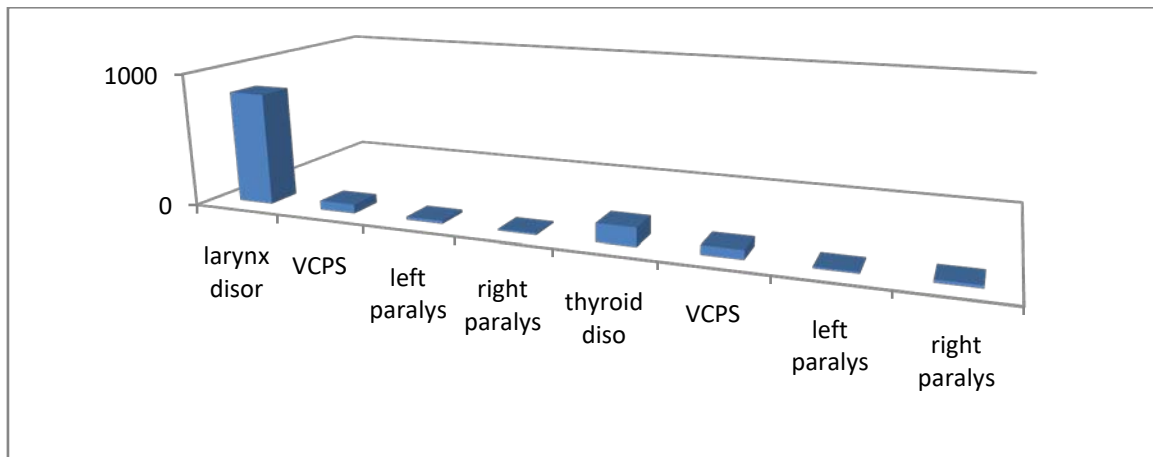 1000
0
larynx
disor
VCPS
left
paralys
right
paralys
thyroid
diso
VCPS
left
paralys
right
paralys